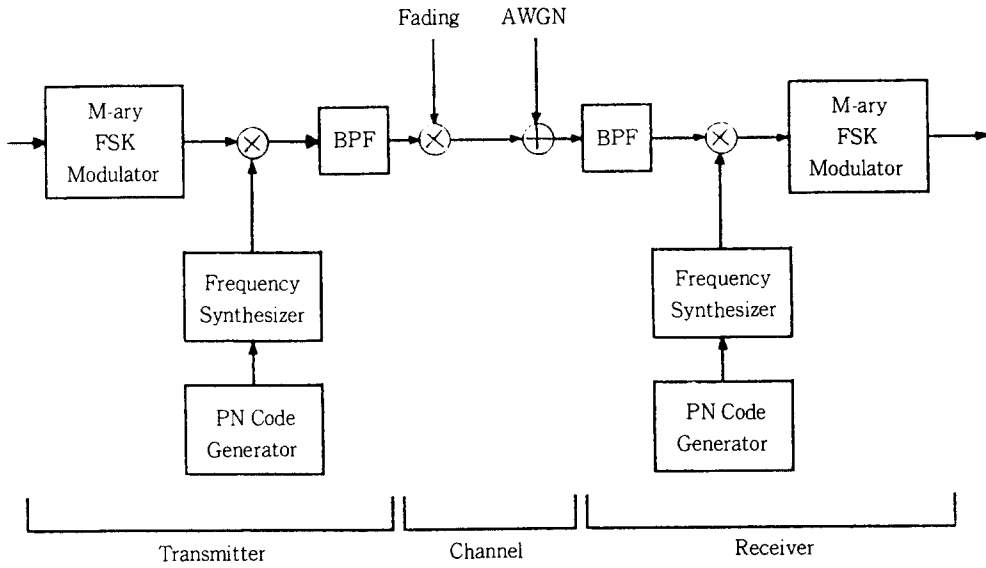 Fading
AWGN
M-ary
FSK
Modulator
BPF
BPF
M-ary
FSK
Modulator
Frequency
Synthesizer
Frequency
Synthesizer
PN Code
Generator
PN Code
Generator
Transmitter
Channel
Receiver